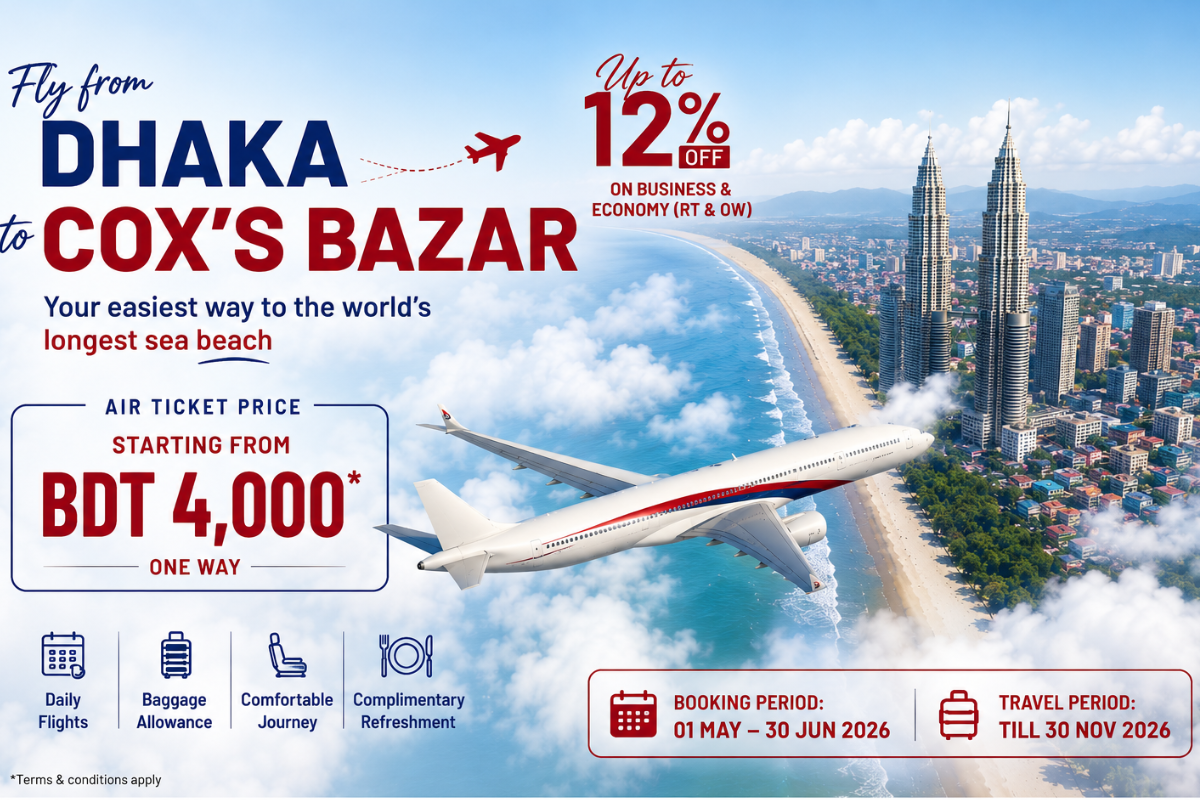 Fly from
DHAKA
to COX'S BAZAR
Your easiest way to the world's
longest sea beach
Up to
12%
OFF
ON BUSINESS &
ECONOMY (RT & OW)
AIR TICKET PRICE
STARTING FROM
BDT 4,000*
ONE WAY
Daily
Flights
Baggage
Allowance
Comfortable
Journey
Complimentary
Refreshment
BOOKING PERIOD:
01 MAY – 30 JUN 2026
TRAVEL PERIOD:
TILL 30 NOV 2026
*Terms & conditions apply